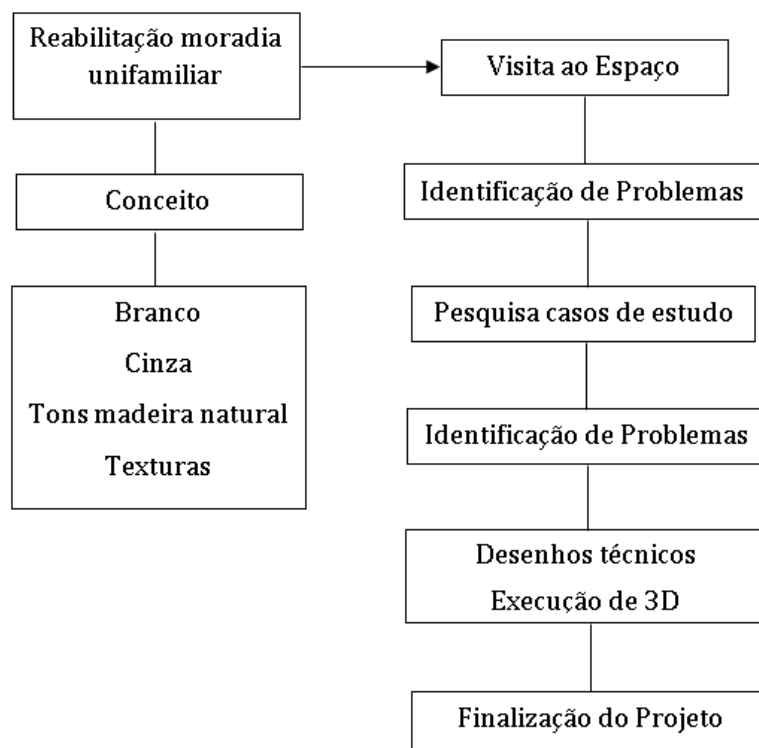 Reabilitação moradia
unifamiliar
Conceito
Branco
Cinza
Tons madeira natural
Texturas
Visita ao Espaço
Identificação de Problemas
Pesquisa casos de estudo
Identificação de Problemas
Desenhos técnicos
Execução de 3D
Finalização do Projeto